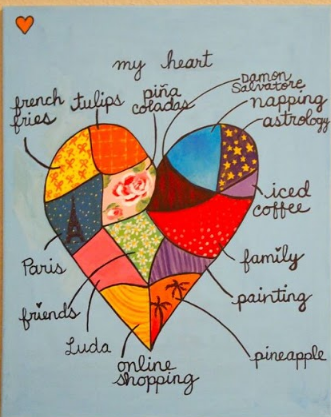 my heart
french
fries
tulips
piña
coladas
Damon
Salvatore
napping
astrology
iced
coffee
Paris
family
friends
painting
Luda
online
shopping
pineapple